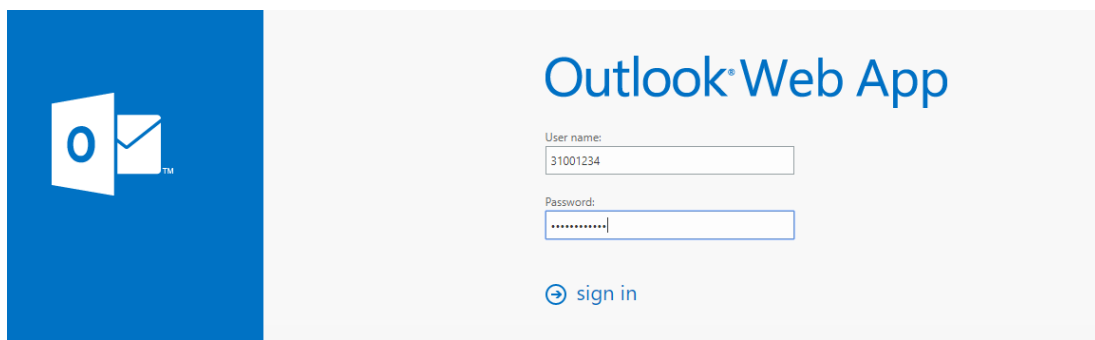 O
TM
Outlook® Web App
User name:
31001234
Password:
••••••••••••
sign in